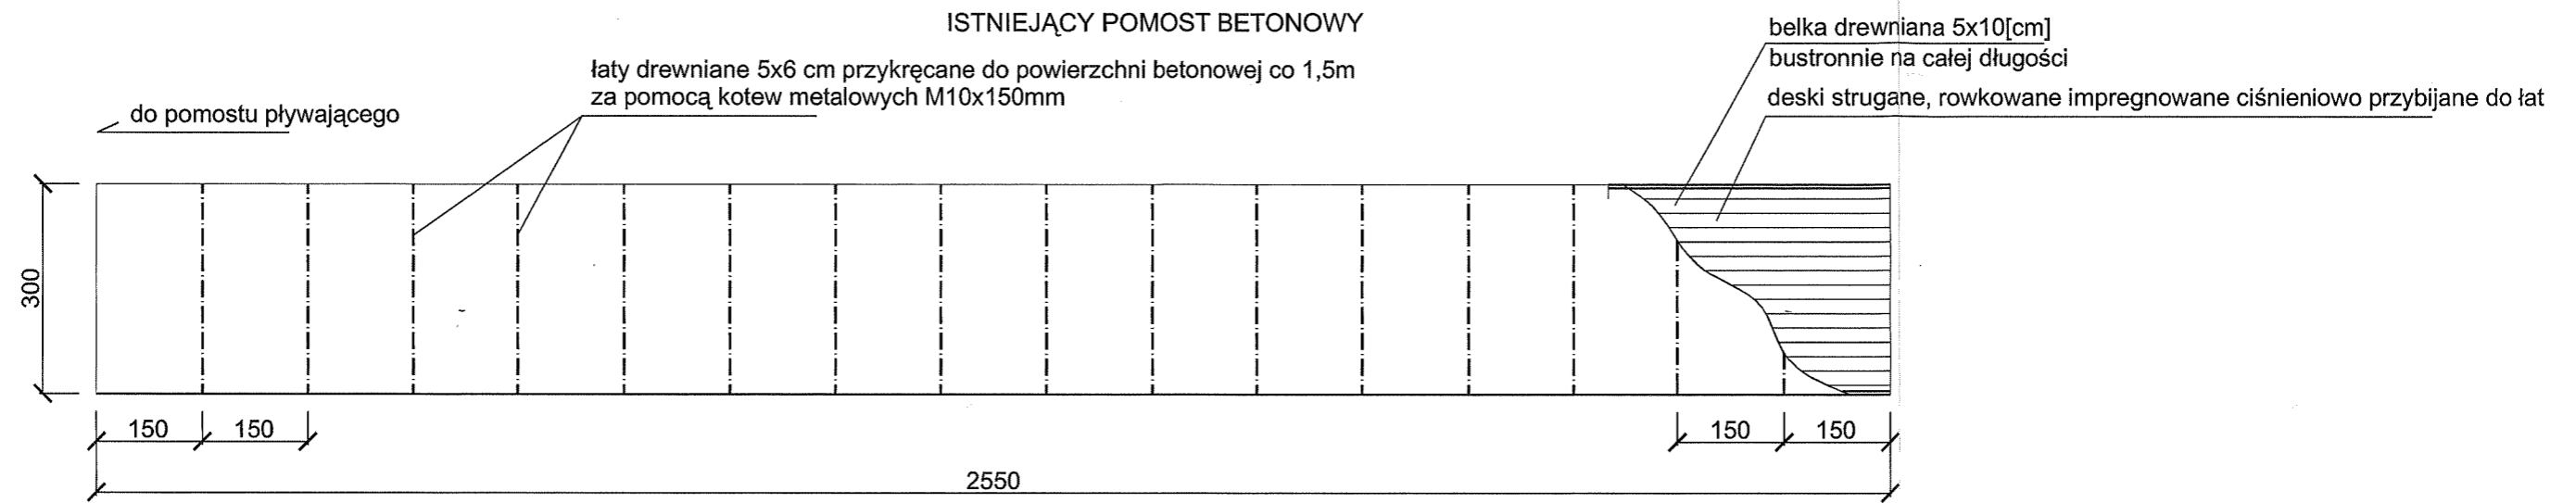 ISTNIEJĄCY POMOST BETONOWY
belka drewniana 5x10[cm]
bustronnie na całej długości
łaty drewniane 5x6 cm przykręcane do powierzchni betonowej co 1,5m
za pomocą kotew metalowych M10x150mm
deski strugane, rowkowane impregnowane ciśnieniowo przybijane do łat
do pomostu pływającego
300
150
150
150
150
2550